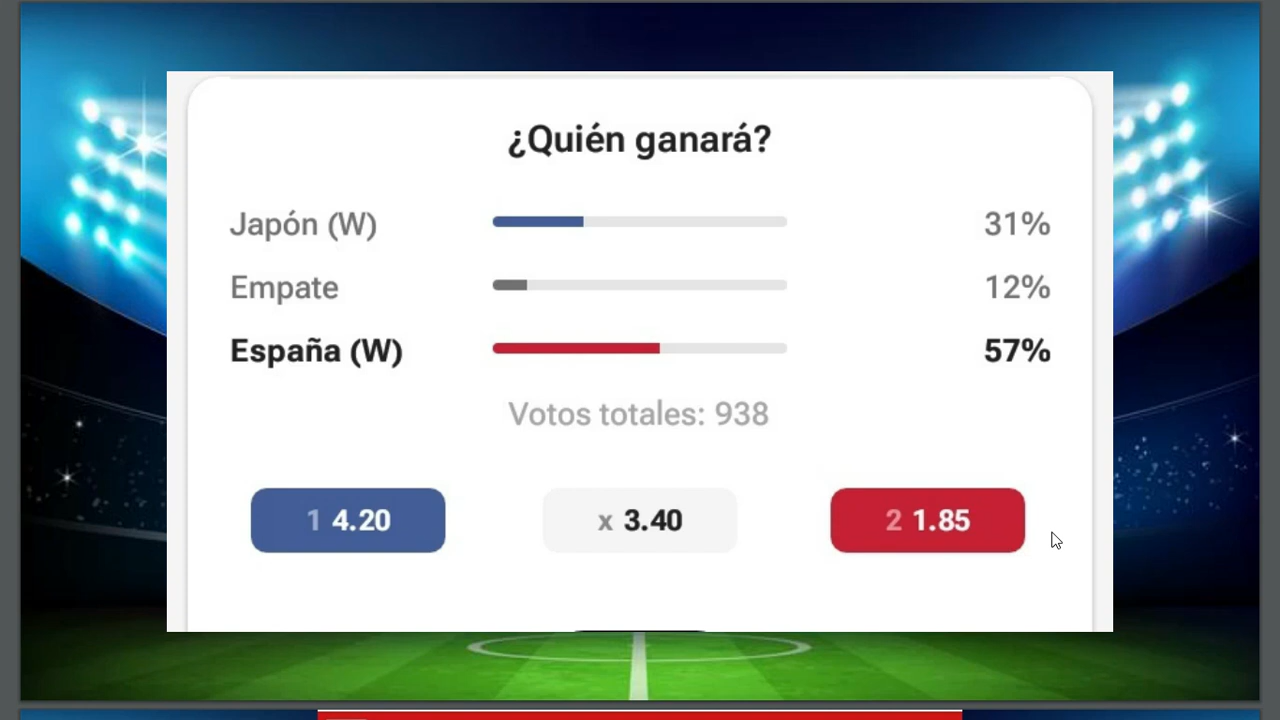 ¿Quién ganará?
Japón (W) 31%
Empate 12%
España (W) 57%
Votos totales: 938
1 4.20 x 3.40 2 1.85